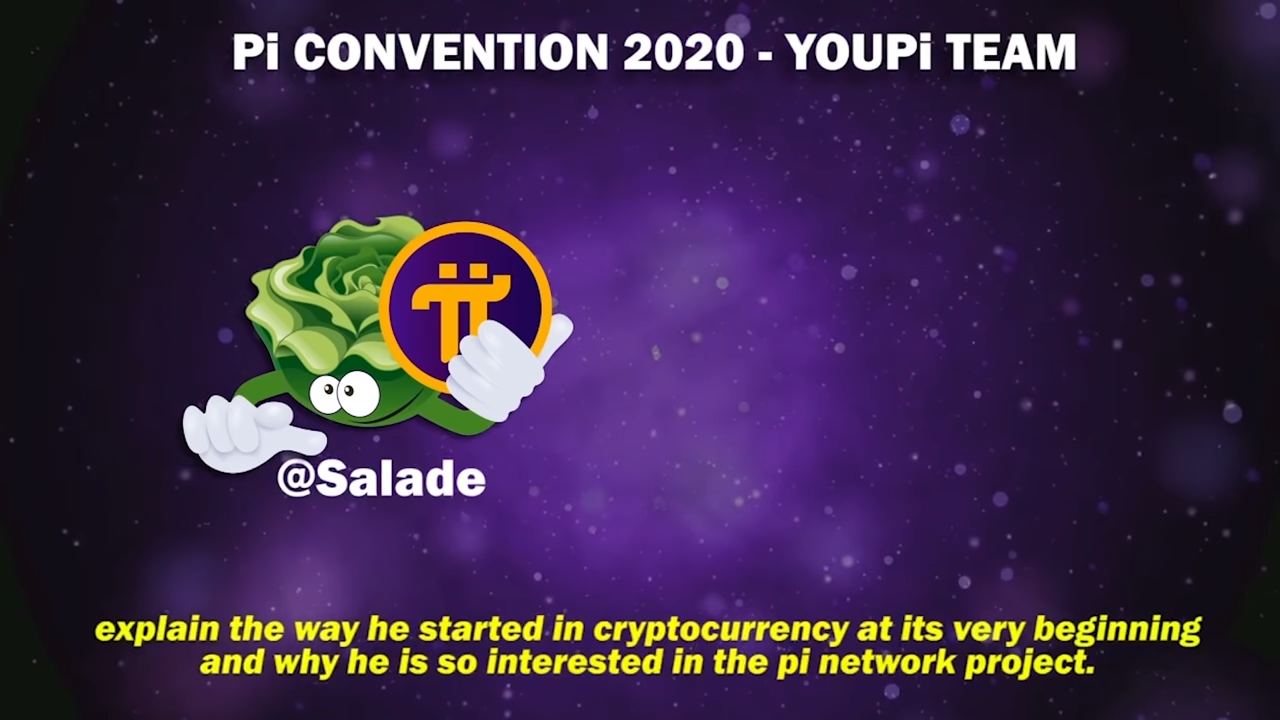 Pi CONVENTION 2020 - YOUPi TEAM
@Salade
explain the way he started in cryptocurrency at its very beginning
and why he is so interested in the pi network project.